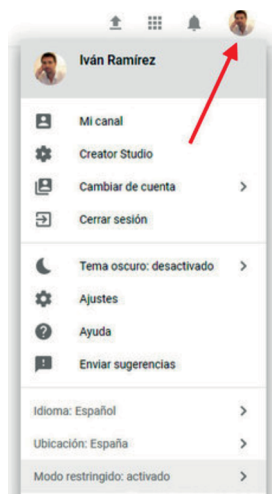 Iván Ramírez
Mi canal
Creator Studio
Cambiar de cuenta
Cerrar sesión
Tema oscuro: desactivado
Ajustes
Ayuda
Enviar sugerencias
Idioma: Español
Ubicación: España
Modo restringido: activado